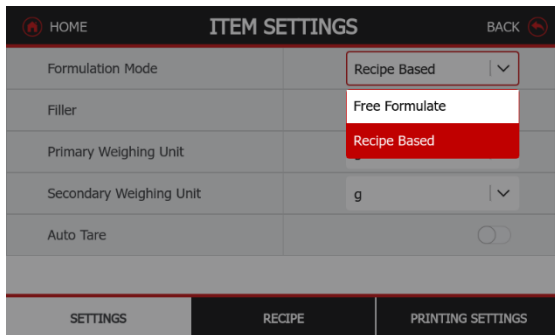 HOME ITEM SETTINGS BACK
Formulation Mode Recipe Based
Filler Free Formulate
Recipe Based
Primary Weighing Unit
Secondary Weighing Unit g
Auto Tare
SETTINGS RECIPE PRINTING SETTINGS